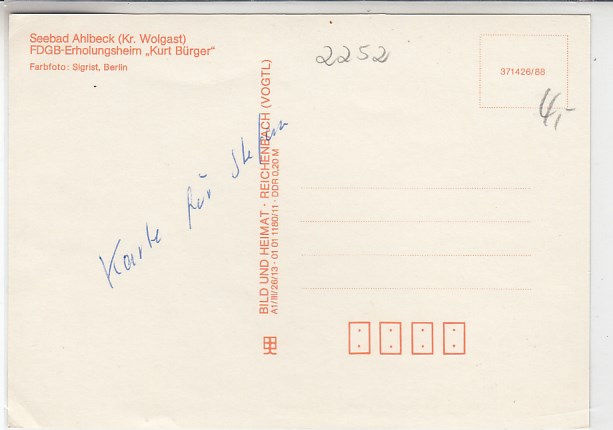 Seebad Ahlbeck (Kr. Wolgast)
FDGB-Erholungsheim „Kurt Bürger“
Farbfoto: Sigrist, Berlin
2252
371426/88
4,-
Karte für Stefan
BILD UND HEIMAT · REICHENBACH (VOGTL)
A1/III/26/13 · 01 01 1180/11 · DDR 0,20 M